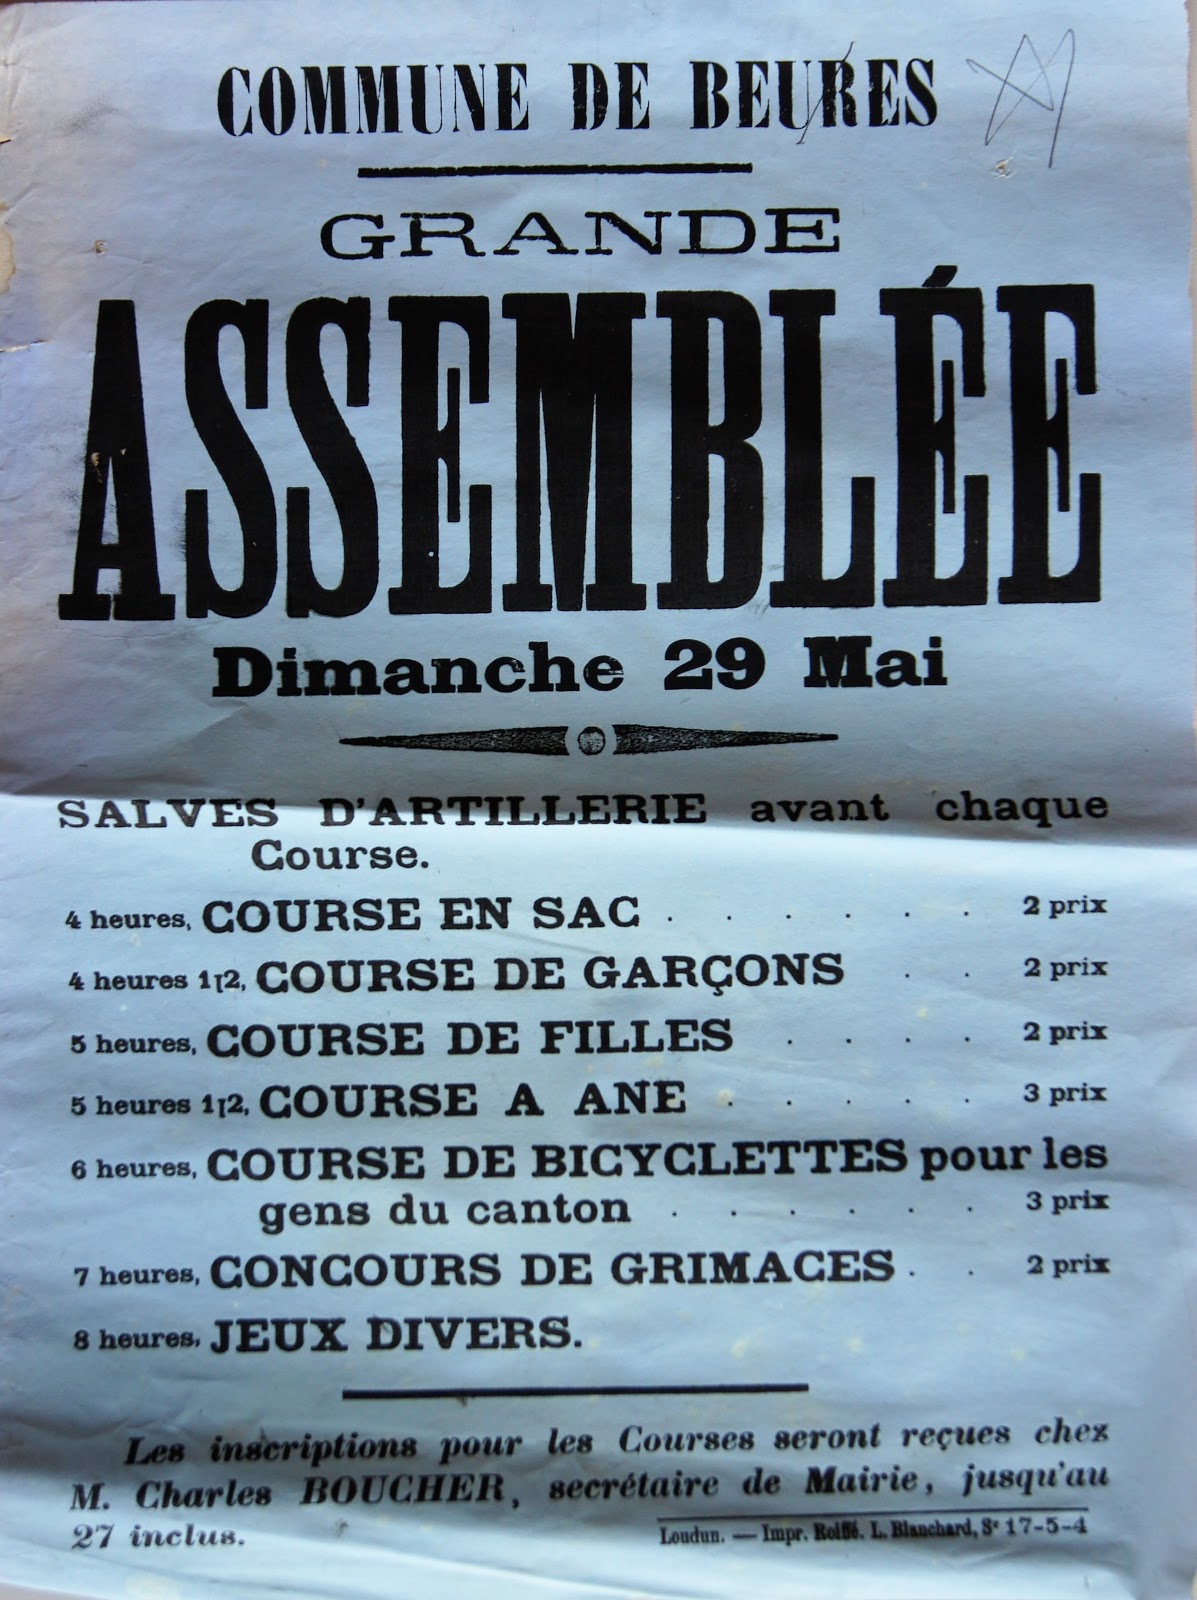 COMMUNE DE BEURES
GRANDE
ASSEMBLÉE
Dimanche 29 Mai
SALVES D'ARTILLERIE avant chaque
Course.
4 heures, COURSE EN SAC . . . . . . 2 prix
4 heures 1/2, COURSE DE GARÇONS . . 2 prix
5 heures, COURSE DE FILLES . . . . 2 prix
5 heures 1/2, COURSE A ANE . . . . . 3 prix
6 heures, COURSE DE BICYCLETTES pour les
gens du canton . . . . . . 3 prix
7 heures, CONCOURS DE GRIMACES . . 2 prix
8 heures, JEUX DIVERS.
Les inscriptions pour les Courses seront reçues chez
M. Charles BOUCHER, secrétaire de Mairie, jusqu'au
27 inclus.
Loudun. — Impr. Roiffé. L. Blanchard, Sr 17-5-4